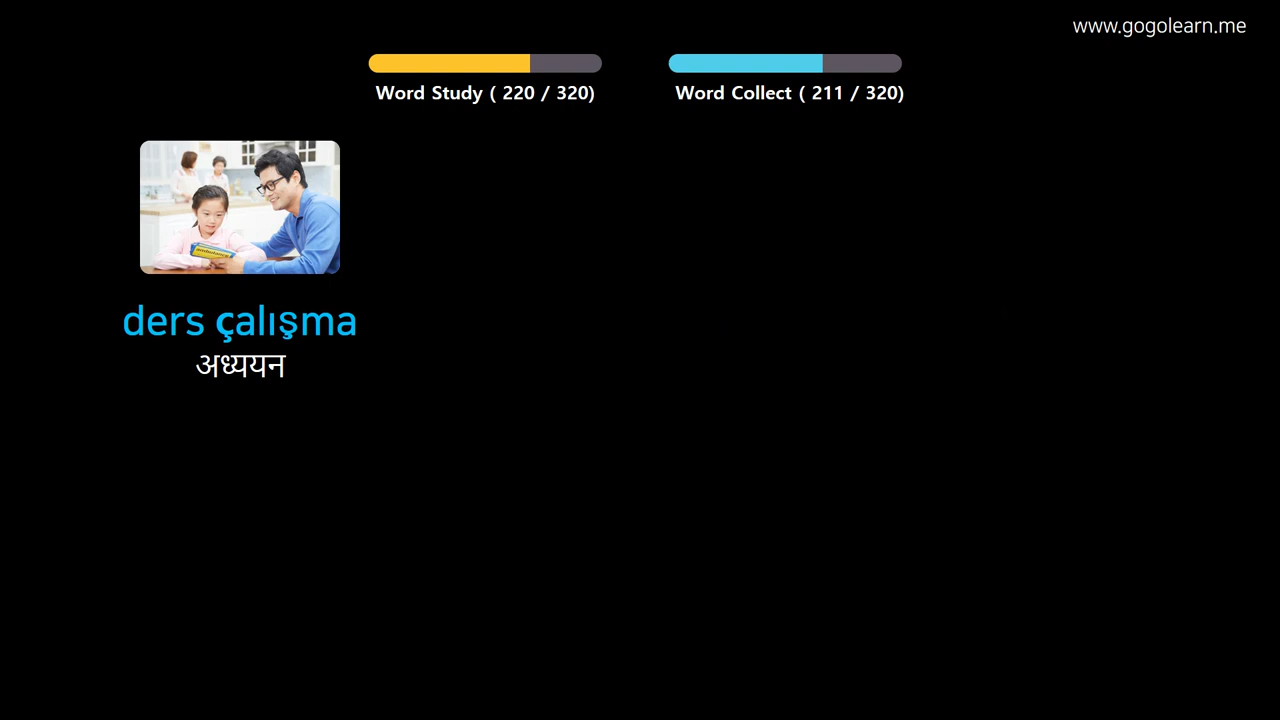 www.gogolearn.me
Word Study ( 220 / 320)
Word Collect ( 211 / 320)
ders çalışma
अध्ययन